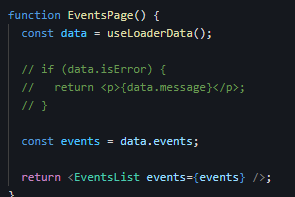 function EventsPage() {
  const data = useLoaderData();
  // if (data.isError) {
  //   return <p>{data.message}</p>;
  // }
  const events = data.events;
  return <EventsList events={events} />;
}